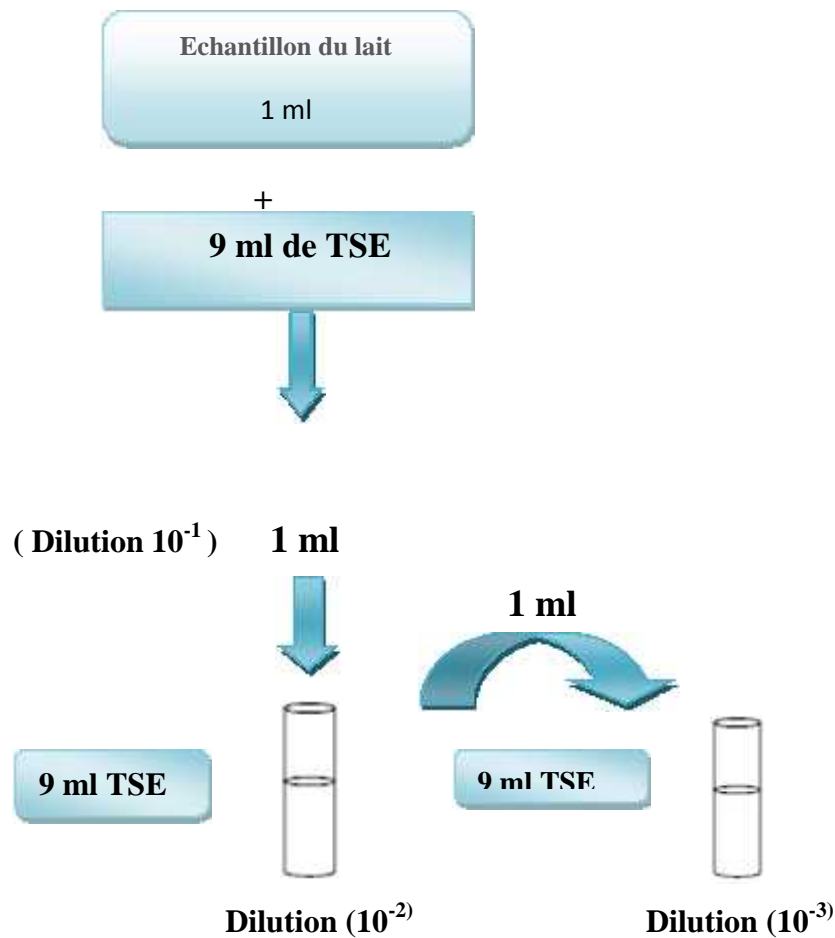 Echantillon du lait
1 ml
+
9 ml de TSE
( Dilution 10⁻¹ ) 1 ml
1 ml
9 ml TSE
9 ml TSE
Dilution (10⁻²⁾
Dilution (10⁻³⁾